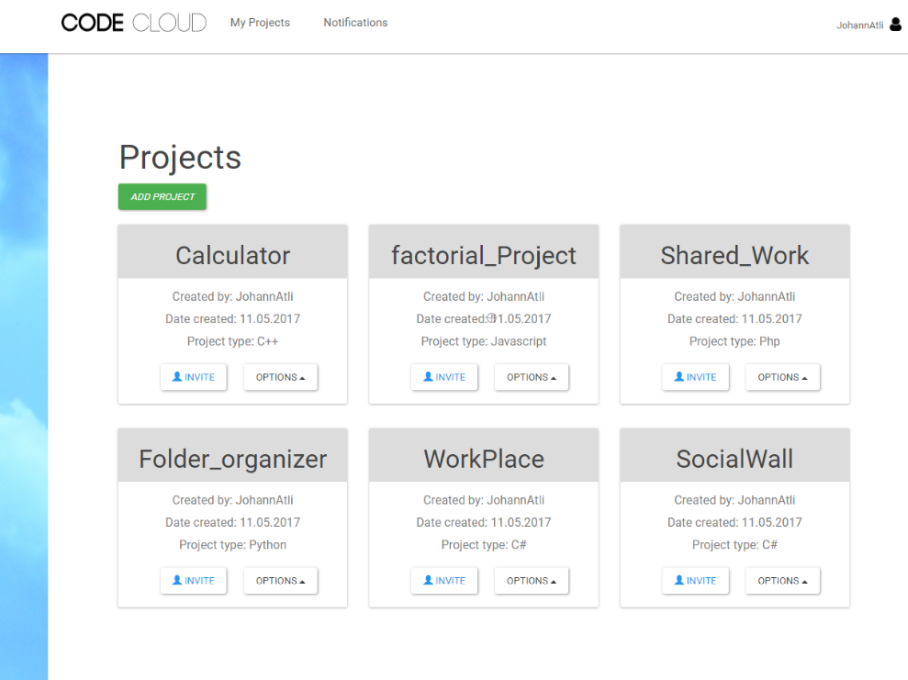 CODE CLOUD My Projects Notifications JohannAtli
Projects
ADD PROJECT
Calculator
Created by: JohannAtli
Date created: 11.05.2017
Project type: C++
INVITE OPTIONS
factorial_Project
Created by: JohannAtli
Date created: 11.05.2017
Project type: Javascript
INVITE OPTIONS
Shared_Work
Created by: JohannAtli
Date created: 11.05.2017
Project type: Php
INVITE OPTIONS
Folder_organizer
Created by: JohannAtli
Date created: 11.05.2017
Project type: Python
INVITE OPTIONS
WorkPlace
Created by: JohannAtli
Date created: 11.05.2017
Project type: C#
INVITE OPTIONS
SocialWall
Created by: JohannAtli
Date created: 11.05.2017
Project type: C#
INVITE OPTIONS